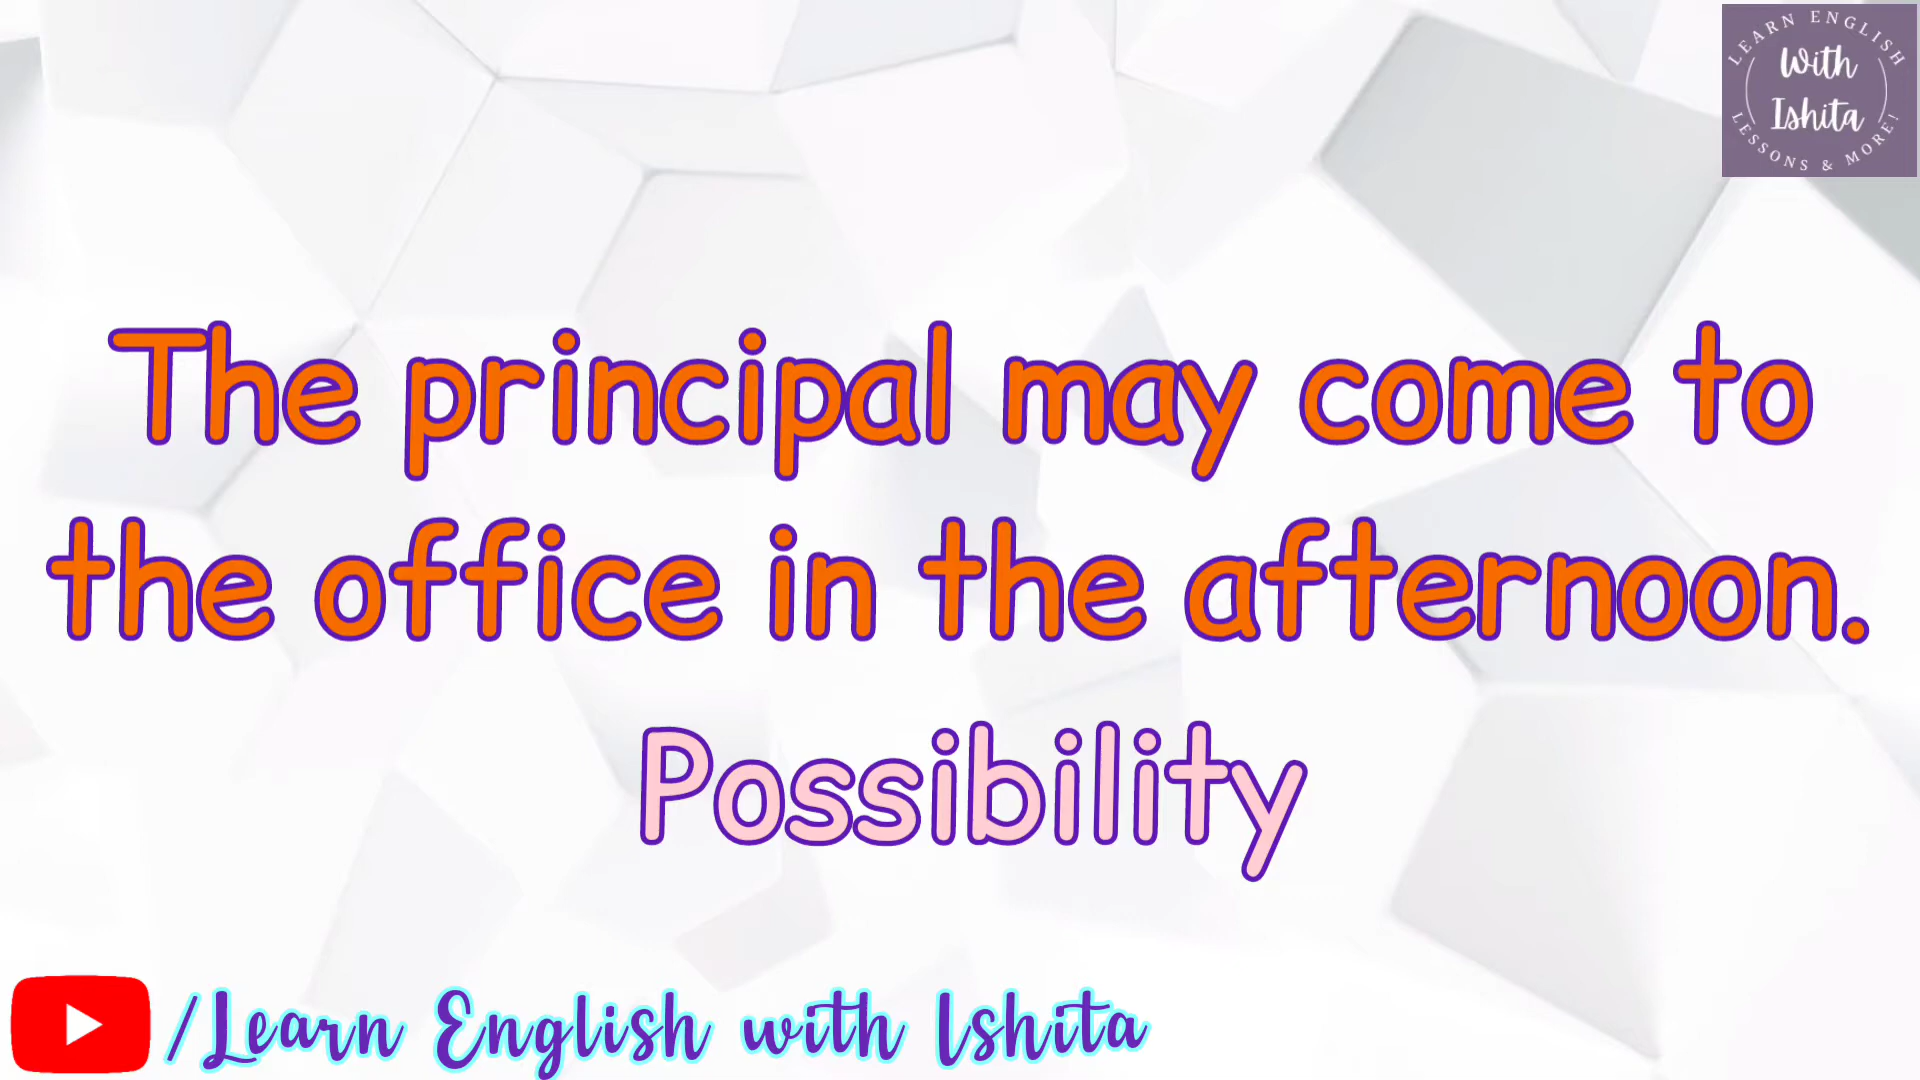 LEARN ENGLISH
With
Ishita
LESSONS & MORE!
The principal may come to
the office in the afternoon.
Possibility
/Learn English with Ishita